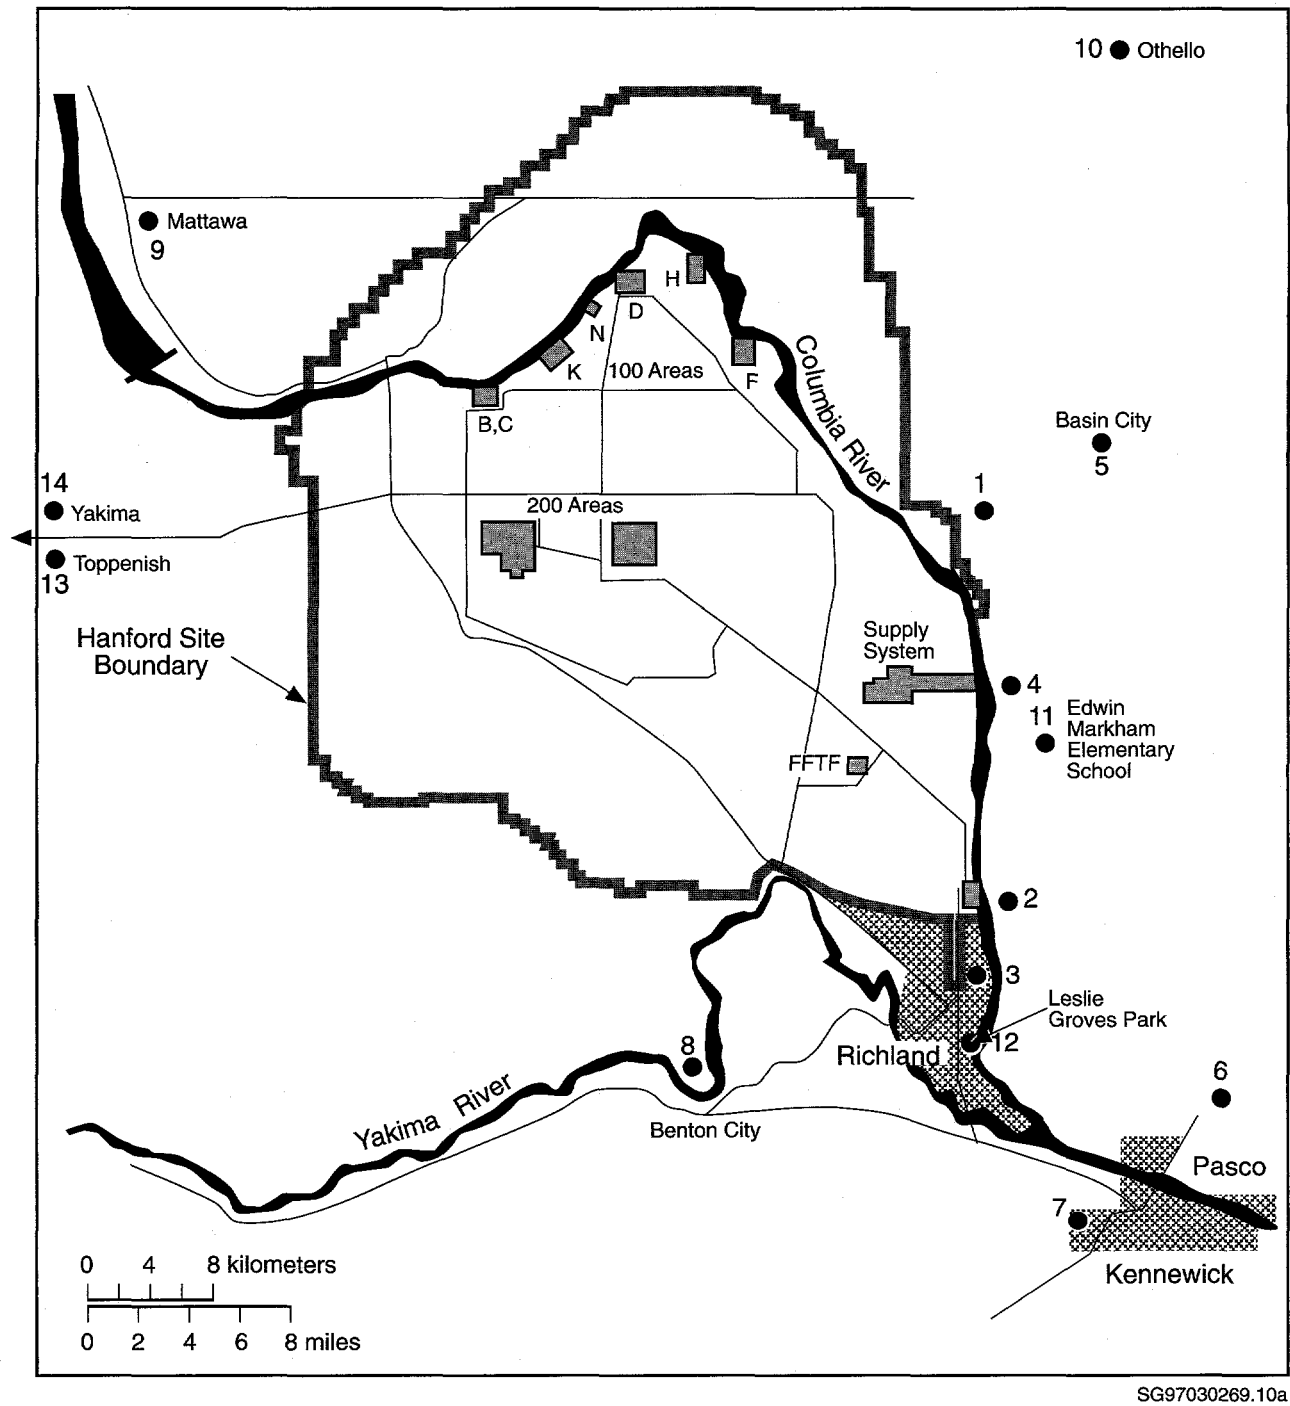 10 Othello
Mattawa
9
H
D
N
K
100 Areas
F
B,C
Columbia River
Basin City
5
1
14
Yakima
Toppenish
13
200 Areas
Hanford Site
Boundary
Supply
System
4
11
Edwin
Markham
Elementary
School
FFTF
2
3
Leslie
Groves Park
12
Richland
8
6
Yakima River
Benton City
Pasco
7
Kennewick
0 4 8 kilometers
0 2 4 6 8 miles
SG97030269.10a